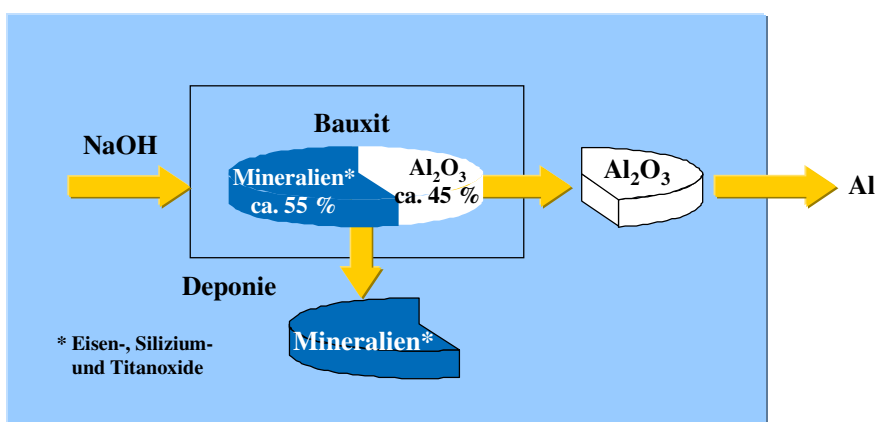 Bauxit
NaOH
Mineralien*
ca. 55 %
Al₂O₃
ca. 45 %
Al₂O₃
Al
Deponie
Mineralien*
* Eisen-, Silizium-
und Titanoxide